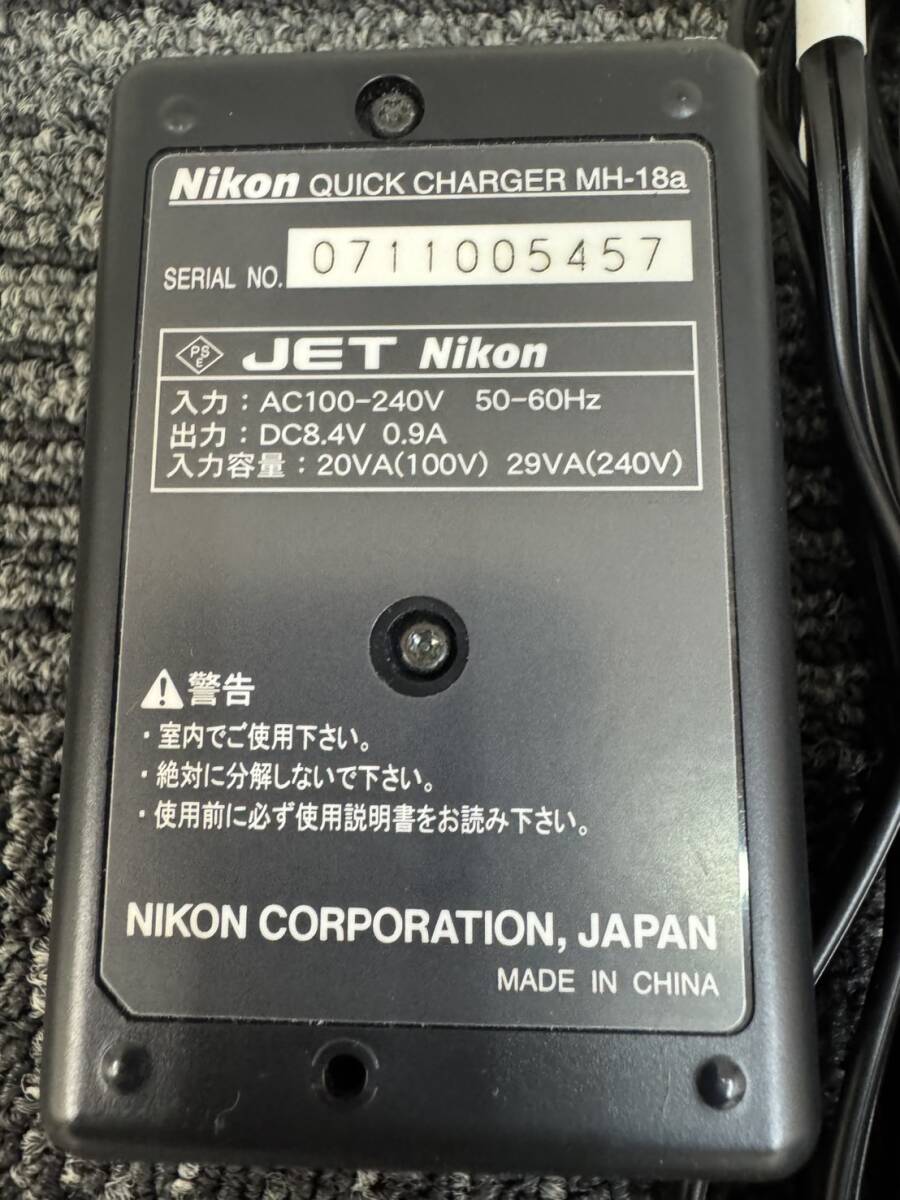 Nikon QUICK CHARGER MH-18a
SERIAL NO. 0711005457
PS E JET Nikon
入力：AC100-240V 50-60Hz
出力：DC8.4V 0.9A
入力容量：20VA(100V) 29VA(240V)
警告
・室内でご使用下さい。
・絶対に分解しないで下さい。
・使用前に必ず使用説明書をお読み下さい。
NIKON CORPORATION, JAPAN
MADE IN CHINA